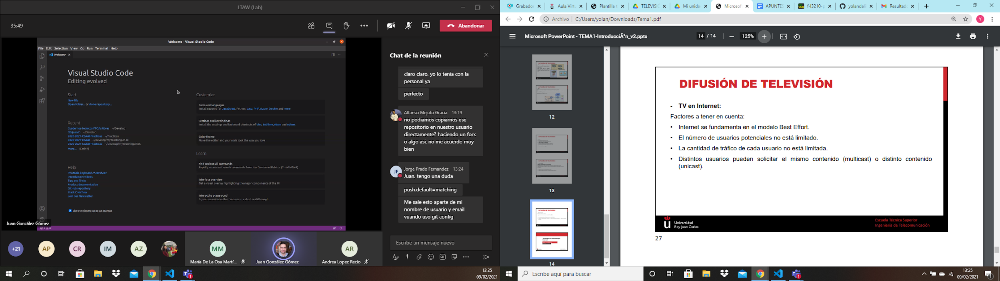 LTAW (Lab)
35:49
Abandonar
Welcome - Visual Studio Code
File Edit Selection View Go Run Terminal Help
Welcome
Visual Studio Code
Editing evolved
Start
New file
Open folder... or clone repository...
Recent
Cuadernos-tecnicos-FPGAs-libres ~/Develop
ObijuanID ~/Develop
2020-2021-CSAAI-Practicas ~/Practicas
2020-2021-CSAAI ~/Develop/myTeachingURJC
2020-2021-CSAAI-Practicas ~/Develop/myTeachingURJC
More... (Ctrl+R)
Help
Printable keyboard cheatsheet
Introductory videos
Tips and Tricks
Product documentation
GitHub repository
Stack Overflow
Join our Newsletter
Show welcome page on startup
Customize
Tools and languages
Install support for JavaScript, Python, Java, PHP, Azure, Docker and more
Settings and keybindings
Install the settings and keyboard shortcuts of Vim, Sublime, Atom and others
Color theme
Make the editor and your code look the way you love
Learn
Find and run all commands
Rapidly access and search commands from the Command Palette (Ctrl+Shift+P)
Interface overview
Get a visual overlay highlighting the major components of the UI
Interactive playground
Try out essential editor features in a short walkthrough
Juan González Gómez
Chat de la reunión
claro claro, yo lo tenia con la
personal ya
perfecto
Alfonso Mejuto Gracia 13:19
no podiamos copiarnos ese
repositorio en nuestro usuario
directamente? haciendo un fork
o algo asi, no me acuerdo muy
bien
JF
Jorge Prado Fernandez 13:24
Juan, tengo una duda
push.default=matching
Me sale esto aparte de mi
nombre de usuario y email
vuando uso git config
Escribe un mensaje nuevo
GIF
+21
AP
CR
IM
AZ
MM
María De La Osa Martí...
Juan González Gómez
AR
Andrea Lopez Recio
1
13:25
09/02/2021
Grabador
Aula Virtu
Plantilla t
TELEVISIO
Mi unida
Microsof
APUNTES
f-l3210-p
yolandali
Resultad
Archivo C:/Users/yolan/Downloads/Tema1.pdf
Y
Microsoft PowerPoint - TEMA1-IntroducciÃ³n_v2.pptx
14 / 14
125%
12
13
14
DIFUSIÓN DE TELEVISIÓN
- TV en Internet:
Factores a tener en cuenta:
• Internet se fundamenta en el modelo Best Effort.
• El número de usuarios potenciales no está limitado.
• La cantidad de tráfico de cada usuario no está limitada.
• Distintos usuarios pueden solicitar el mismo contenido (multicast) o distinto contenido
(unicast).
Universidad
Rey Juan Carlos
Escuela Técnica Superior
Ingeniería de Telecomunicación
27
Escribe aquí para buscar
1
13:25
09/02/2021
1